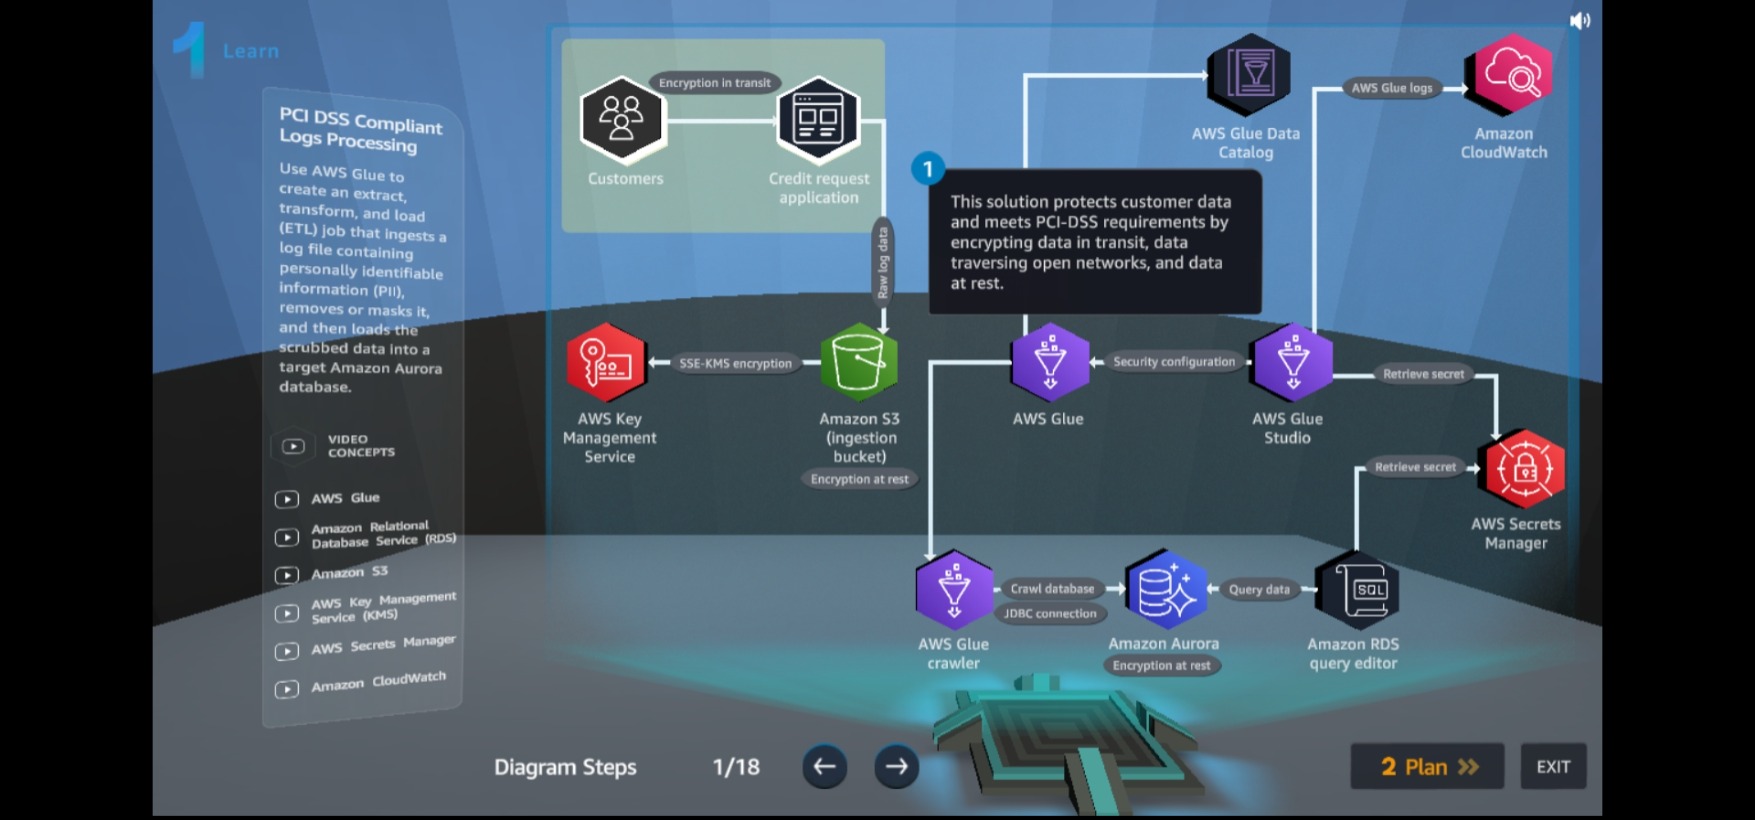 1 Learn
PCI DSS Compliant
Logs Processing
Use AWS Glue to
create an extract,
transform, and load
(ETL) job that ingests a
log file containing
personally identifiable
information (PII),
removes or masks it,
and then loads the
scrubbed data into a
target Amazon Aurora
database.
VIDEO
CONCEPTS
AWS Glue
Amazon Relational
Database Service (RDS)
Amazon S3
AWS Key Management
Service (KMS)
AWS Secrets Manager
Amazon CloudWatch
Encryption in transit
Customers
Credit request
application
Raw log data
AWS Glue Data
Catalog
AWS Glue logs
Amazon
CloudWatch
1
This solution protects customer data
and meets PCI-DSS requirements by
encrypting data in transit, data
traversing open networks, and data
at rest.
AWS Key
Management
Service
SSE-KMS encryption
Amazon S3
(ingestion
bucket)
Encryption at rest
AWS Glue
Security configuration
AWS Glue
Studio
Retrieve secret
Retrieve secret
AWS Secrets
Manager
AWS Glue
crawler
Crawl database
JDBC connection
Amazon Aurora
Encryption at rest
Query data
SQL
Amazon RDS
query editor
Diagram Steps 1/18
2 Plan
EXIT